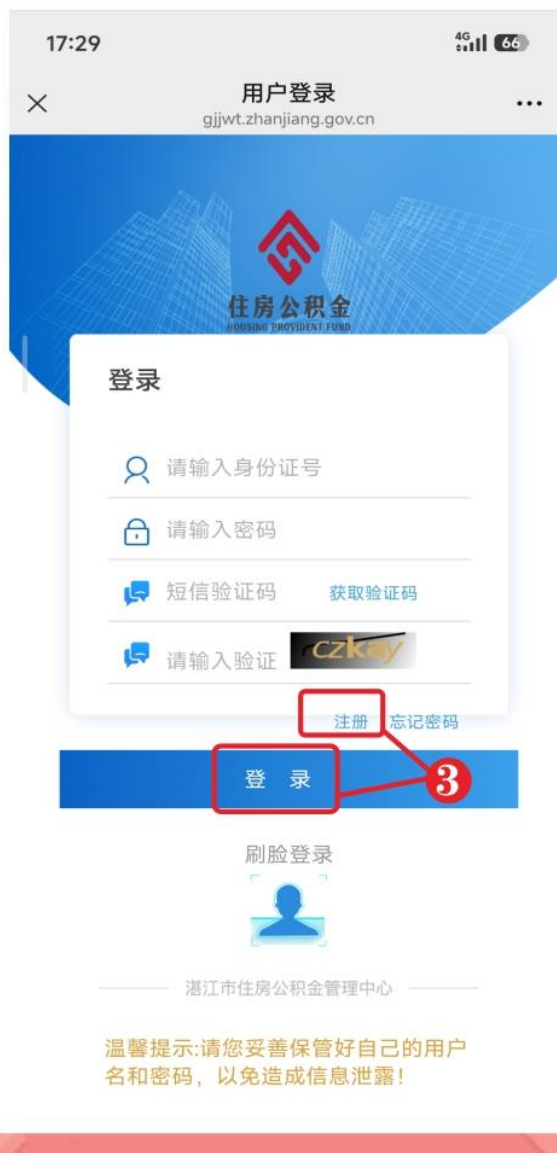 17:29
4G 66
用户登录
gjjwt.zhanjiang.gov.cn
住房公积金
HOUSING PROVIDENT FUND
登录
请输入身份证号
请输入密码
短信验证码 获取验证码
请输入验证 czkay
注册 忘记密码
登 录
3
刷脸登录
湛江市住房公积金管理中心
温馨提示:请您妥善保管好自己的用户
名和密码，以免造成信息泄露！